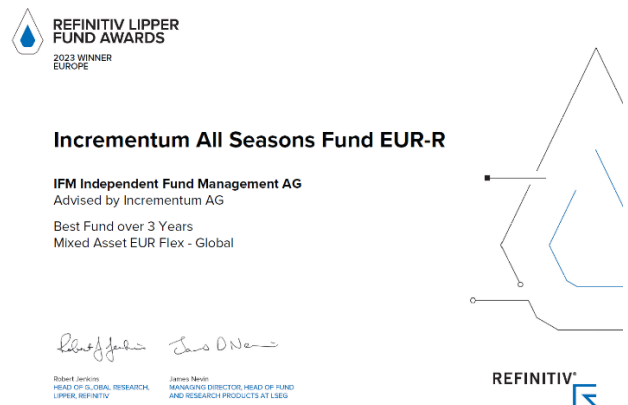 REFINITIV LIPPER
FUND AWARDS
2023 WINNER
EUROPE
Incrementum All Seasons Fund EUR-R
IFM Independent Fund Management AG
Advised by Incrementum AG
Best Fund over 3 Years
Mixed Asset EUR Flex - Global
Robert Jenkins
HEAD OF GLOBAL RESEARCH,
LIPPER, REFINITIV
James Nevin
MANAGING DIRECTOR, HEAD OF FUND
AND RESEARCH PRODUCTS AT LSEG
REFINITIV®